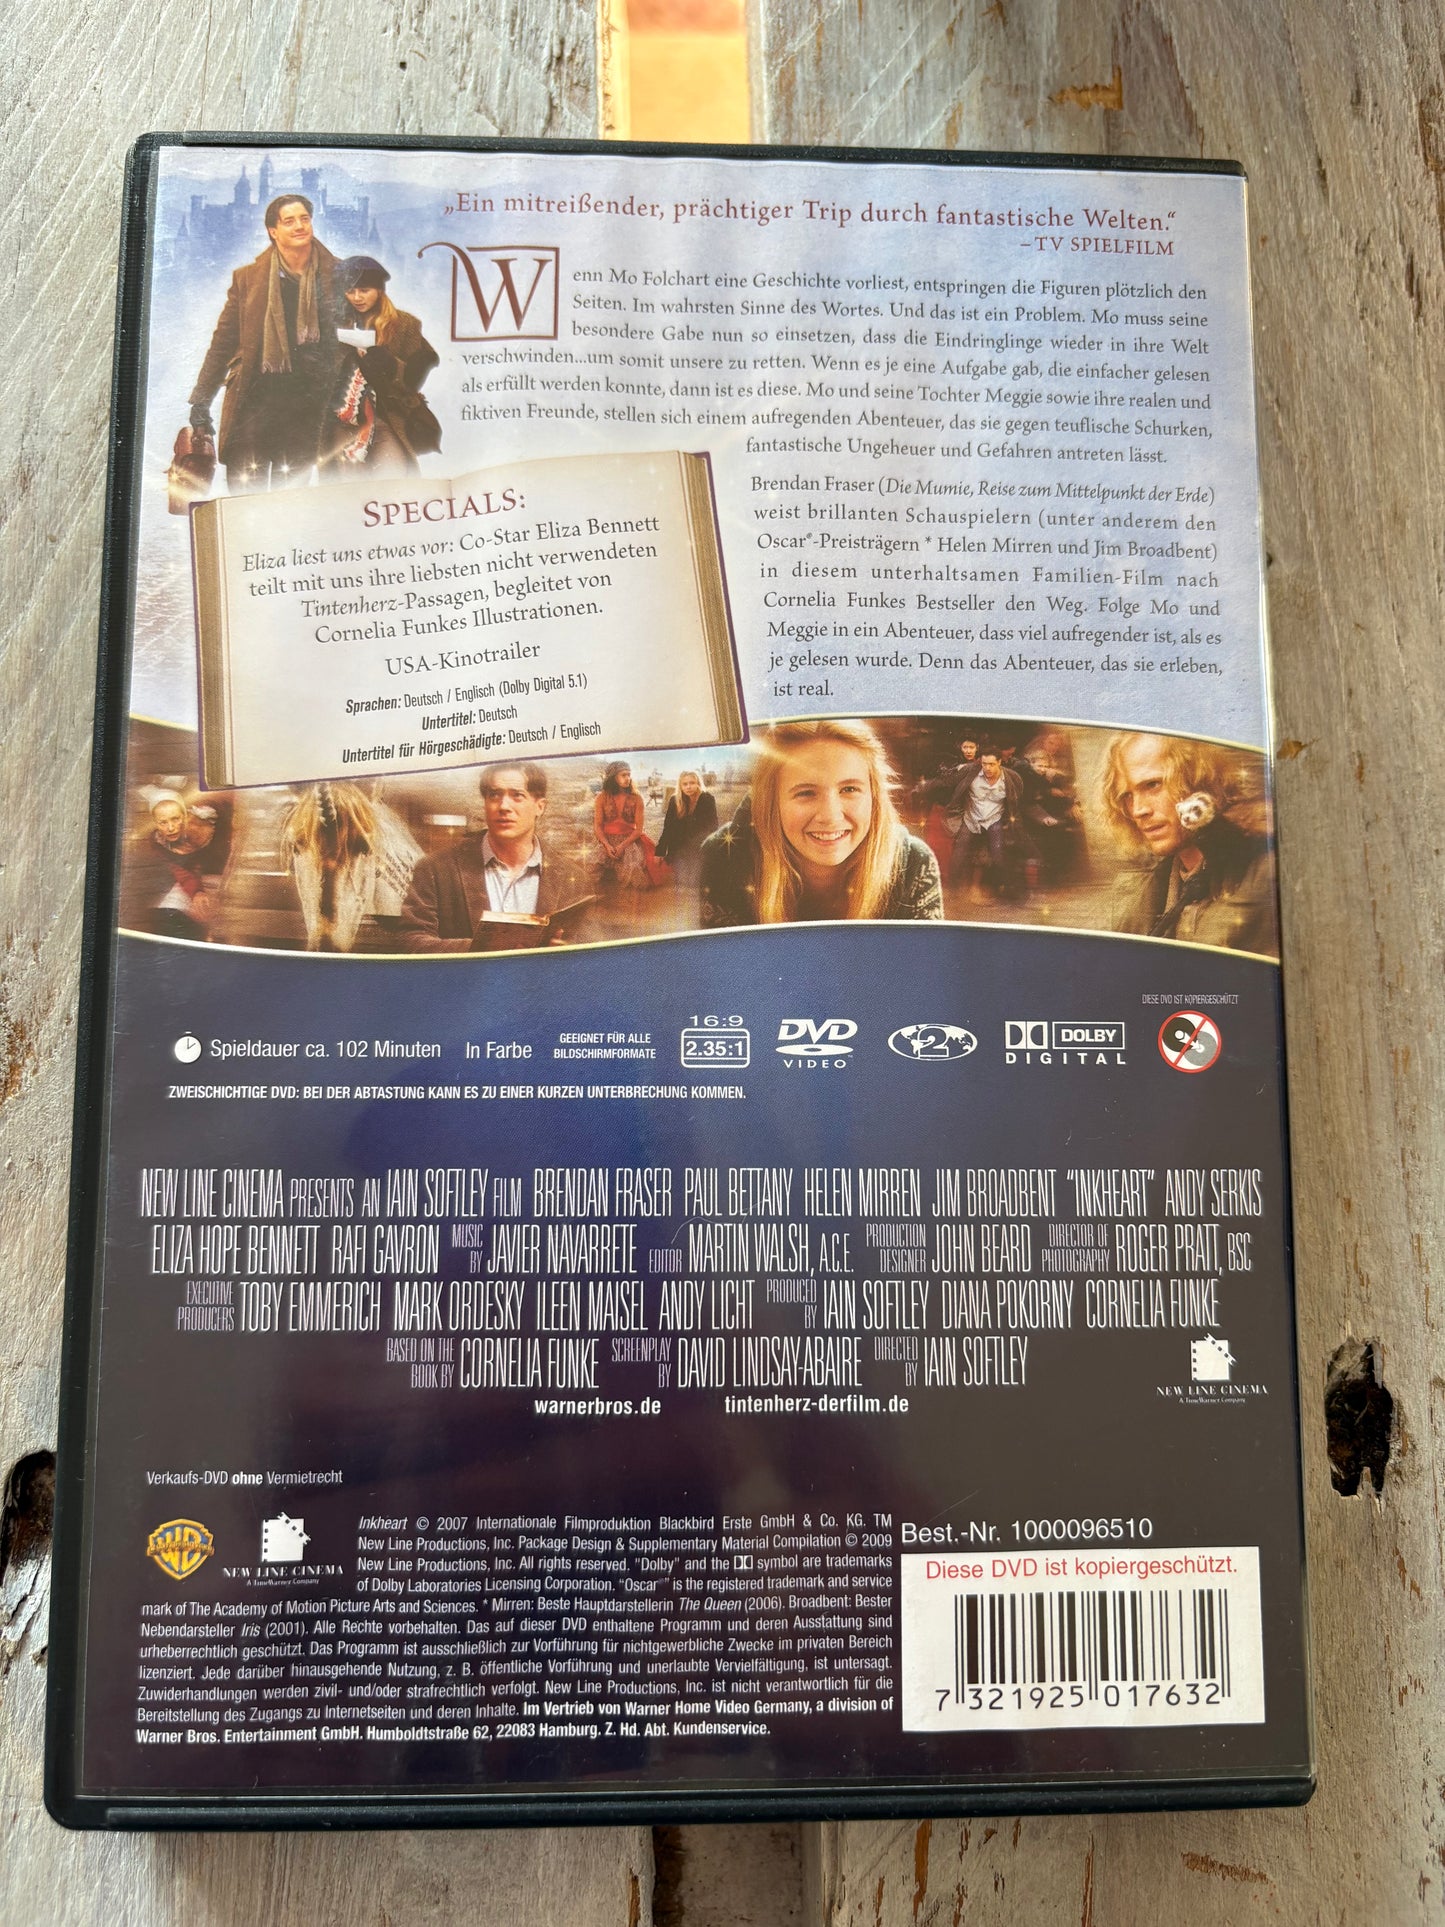 „Ein mitreißender, prächtiger Trip durch fantastische Welten.“
–TV SPIELFILM
Wenn Mo Folchart eine Geschichte vorliest, entspringen die Figuren plötzlich den
Seiten. Im wahrsten Sinne des Wortes. Und das ist ein Problem. Mo muss seine
besondere Gabe nun so einsetzen, dass die Eindringlinge wieder in ihre Welt
verschwinden...um somit unsere zu retten. Wenn es je eine Aufgabe gab, die einfacher gelesen
als erfüllt werden konnte, dann ist es diese. Mo und seine Tochter Meggie sowie ihre realen und
fiktiven Freunde, stellen sich einem aufregenden Abenteuer, das sie gegen teuflische Schurken,
fantastische Ungeheuer und Gefahren antreten lässt.
Brendan Fraser (Die Mumie, Reise zum Mittelpunkt der Erde)
weist brillanten Schauspielern (unter anderem den
Oscar®-Preisträgern * Helen Mirren und Jim Broadbent)
in diesem unterhaltsamen Familien-Film nach
Cornelia Funkes Bestseller den Weg. Folge Mo und
Meggie in ein Abenteuer, dass viel aufregender ist, als es
je gelesen wurde. Denn das Abenteuer, das sie erleben,
ist real.
SPECIALS:
Eliza liest uns etwas vor: Co-Star Eliza Bennett
teilt mit uns ihre liebsten nicht verwendeten
Tintenherz-Passagen, begleitet von
Cornelia Funkes Illustrationen.
USA-Kinotrailer
Sprachen: Deutsch / Englisch (Dolby Digital 5.1)
Untertitel: Deutsch
Untertitel für Hörgeschädigte: Deutsch / Englisch
DIESE DVD IST KOPIERGESCHÜTZT
Spieldauer ca. 102 Minuten In Farbe
GEEIGNET FÜR ALLE
BILDSCHIRMFORMATE
16:9
2.35:1
DVD
VIDEO
2
DOLBY
DIGITAL
ZWEISCHICHTIGE DVD: BEI DER ABTASTUNG KANN ES ZU EINER KURZEN UNTERBRECHUNG KOMMEN.
NEW LINE CINEMA PRESENTS AN IAIN SOFTLEY FILM BRENDAN FRASER PAUL BETTANY HELEN MIRREN JIM BROADBENT “INKHEART” ANDY SERKIS
ELIZA HOPE BENNETT RAFI GAVRON MUSIC BY JAVIER NAVARRETE EDITOR MARTIN WALSH, A.C.E. PRODUCTION DESIGNER JOHN BEARD DIRECTOR OF PHOTOGRAPHY ROGER PRATT, BSC
EXECUTIVE PRODUCERS TOBY EMMERICH MARK ORDESKY ILEEN MAISEL ANDY LICHT PRODUCED BY IAIN SOFTLEY DIANA POKORNY CORNELIA FUNKE
BASED ON THE BOOK BY CORNELIA FUNKE SCREENPLAY BY DAVID LINDSAY-ABAIRE DIRECTED BY IAIN SOFTLEY
warnerbros.de tintenherz-derfilm.de
NEW LINE CINEMA
A TimeWarner Company
Verkaufs-DVD ohne Vermietrecht
WB
NEW LINE CINEMA
A TimeWarner Company
Inkheart © 2007 Internationale Filmproduktion Blackbird Erste GmbH & Co. KG. TM
New Line Productions, Inc. Package Design & Supplementary Material Compilation © 2009
New Line Productions, Inc. All rights reserved. "Dolby" and the symbol are trademarks
of Dolby Laboratories Licensing Corporation. “Oscar®” is the registered trademark and service
mark of The Academy of Motion Picture Arts and Sciences. * Mirren: Beste Hauptdarstellerin The Queen (2006). Broadbent: Bester
Nebendarsteller Iris (2001). Alle Rechte vorbehalten. Das auf dieser DVD enthaltene Programm und deren Ausstattung sind
urheberrechtlich geschützt. Das Programm ist ausschließlich zur Vorführung für nichtgewerbliche Zwecke im privaten Bereich
lizenziert. Jede darüber hinausgehende Nutzung, z. B. öffentliche Vorführung und unerlaubte Vervielfältigung, ist untersagt.
Zuwiderhandlungen werden zivil- und/oder strafrechtlich verfolgt. New Line Productions, Inc. ist nicht verantwortlich für die
Bereitstellung des Zugangs zu Internetseiten und deren Inhalte. Im Vertrieb von Warner Home Video Germany, a division of
Warner Bros. Entertainment GmbH. Humboldtstraße 62, 22083 Hamburg. Z. Hd. Abt. Kundenservice.
Best.-Nr. 1000096510
Diese DVD ist kopiergeschützt.
7 321925 017632